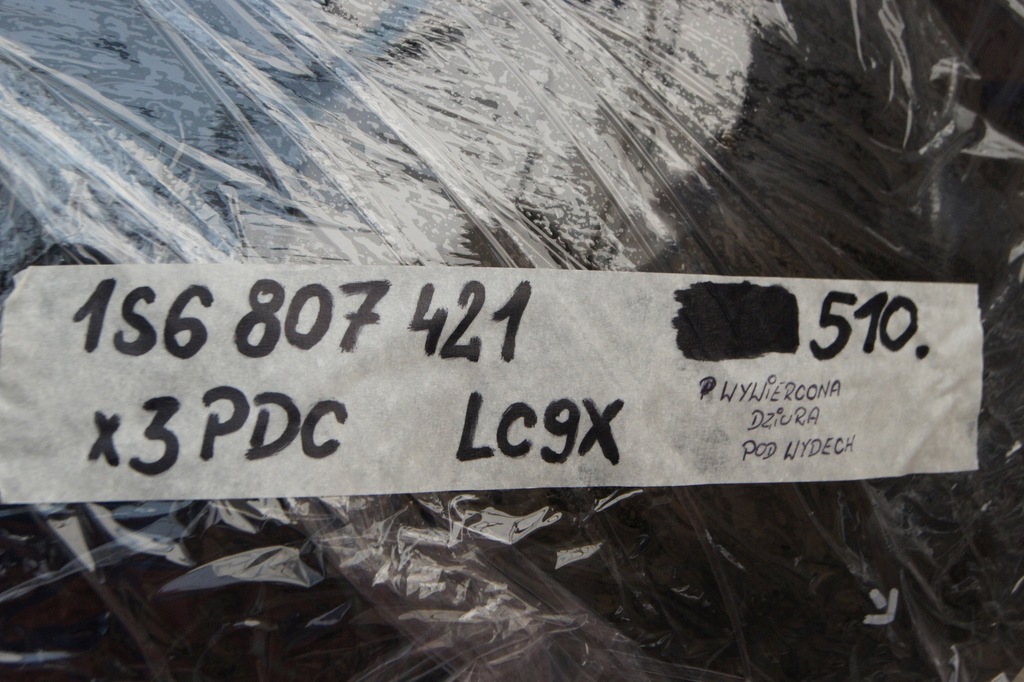 1S6 807 421 510.
x3 PDC LC9X
P WYWIERCONA
DZIURA
POD WYDECH